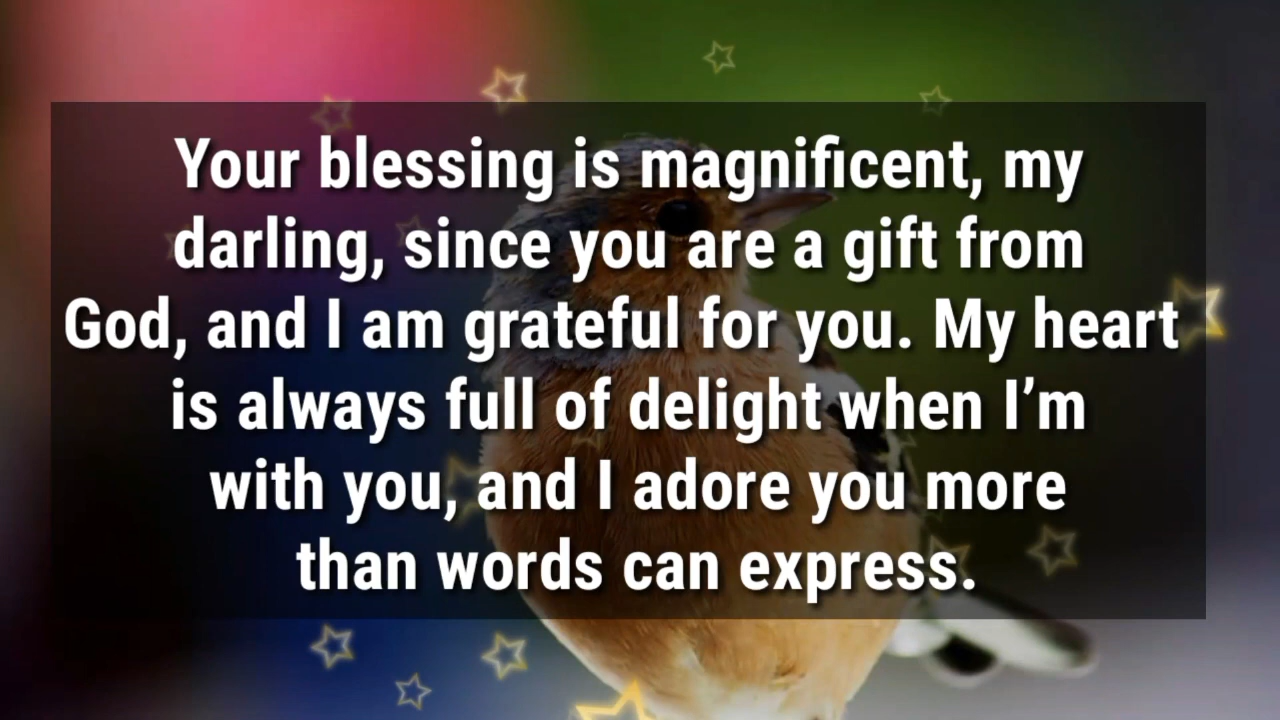 Your blessing is magnificent, my
darling, since you are a gift from
God, and I am grateful for you. My heart
is always full of delight when I’m
with you, and I adore you more
than words can express.